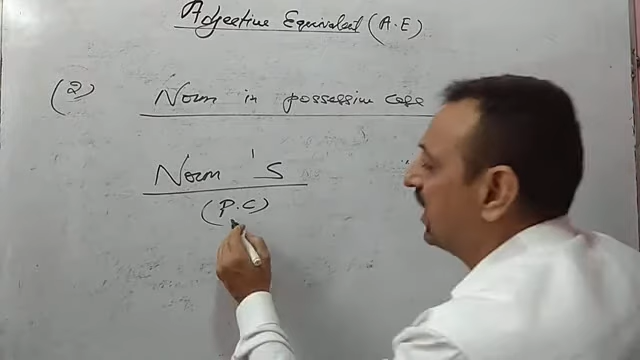 Adjective Equivalent (A.E)
(2) Noun in possessive case
Noun 's
(P.C)